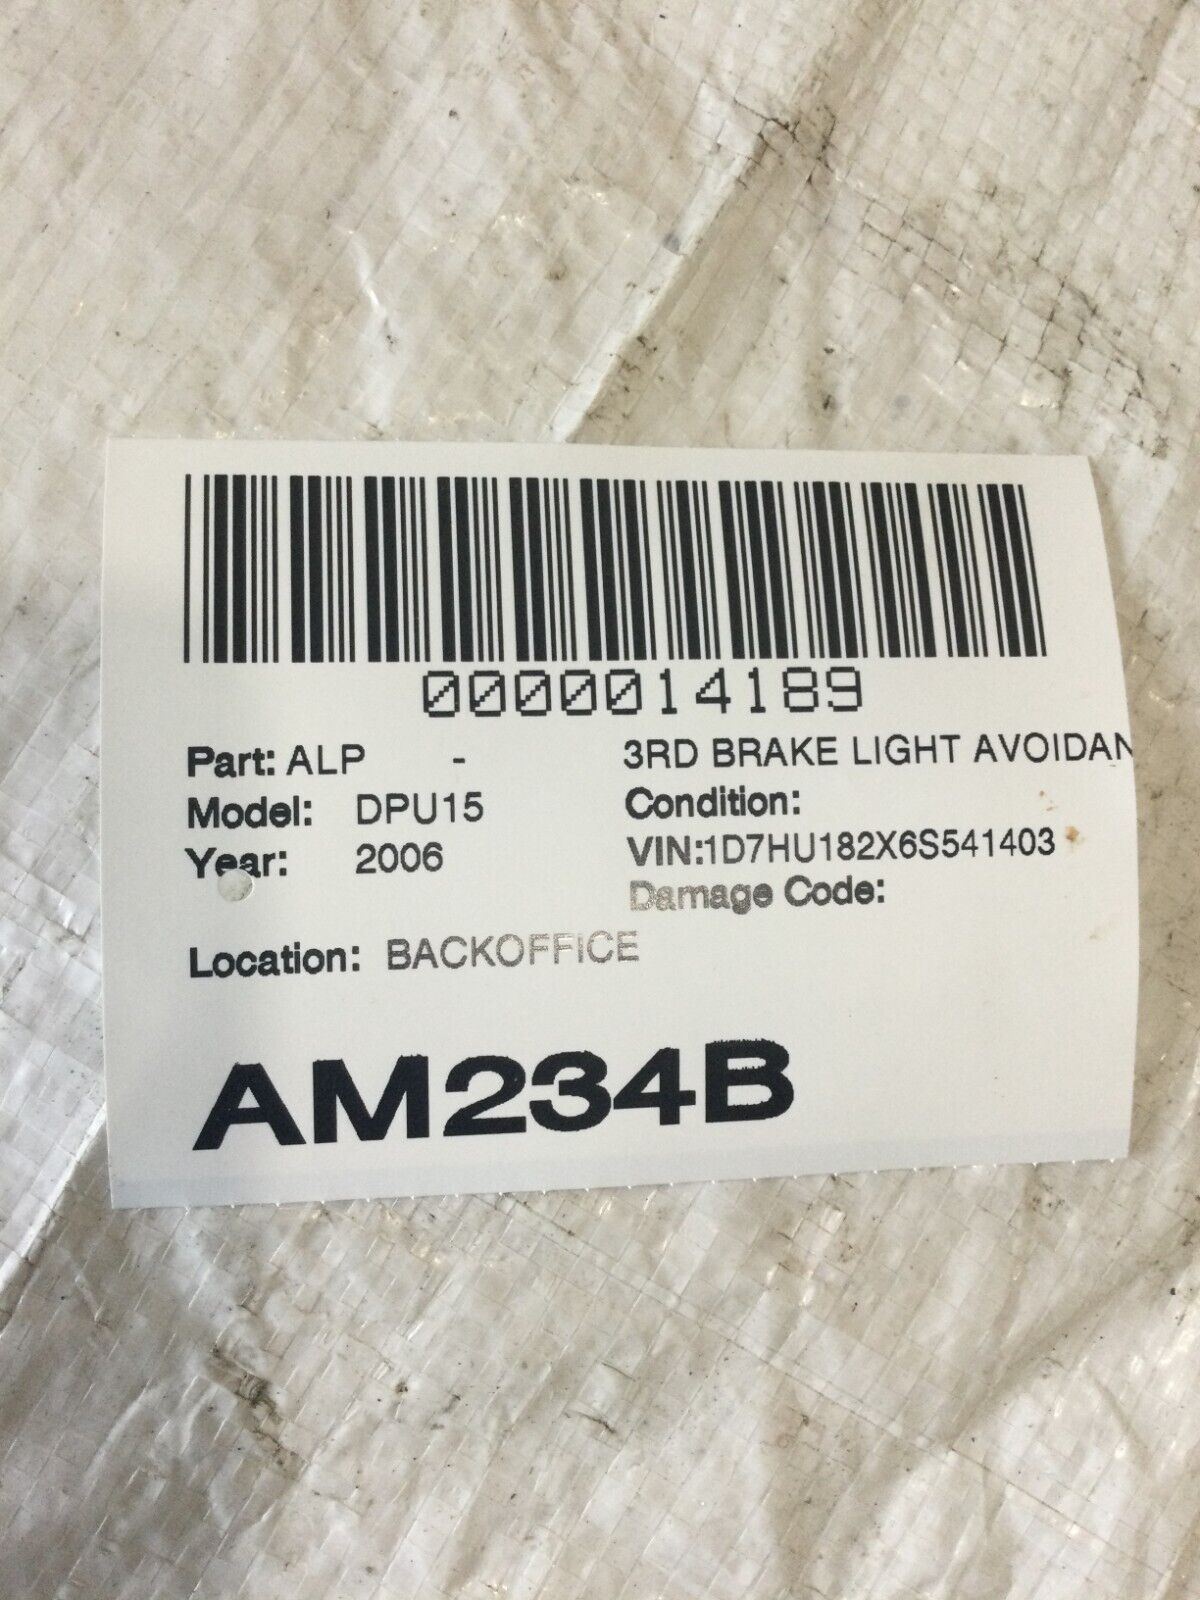 0000014189
Part: ALP - 3RD BRAKE LIGHT AVOIDAN
Model: DPU15 Condition:
Year: 2006 VIN:1D7HU182X6S541403
Damage Code:
Location: BACKOFFICE
AM234B